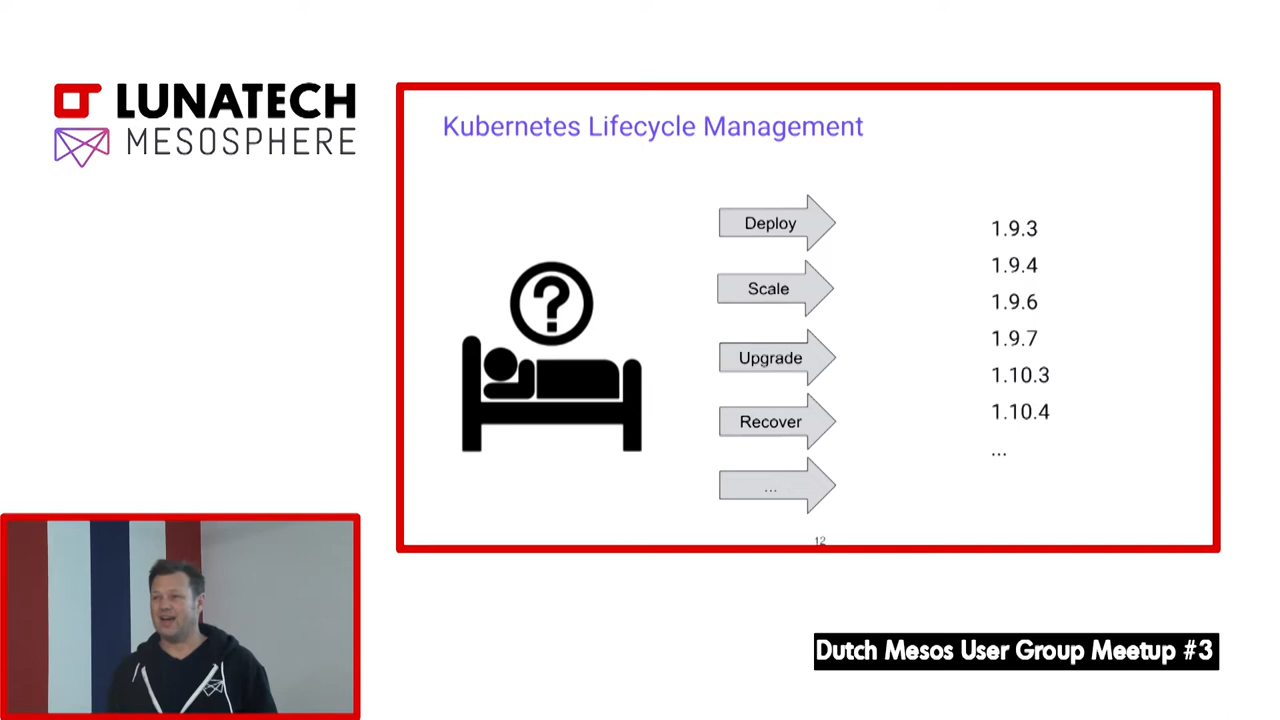 LUNATECH
MESOSPHERE
Kubernetes Lifecycle Management
?
Deploy
Scale
Upgrade
Recover
...
1.9.3
1.9.4
1.9.6
1.9.7
1.10.3
1.10.4
...
12
Dutch Mesos User Group Meetup #3